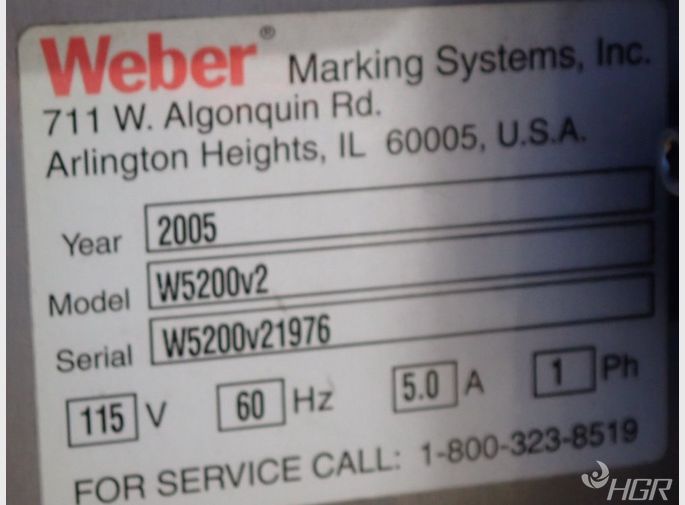 Weber® Marking Systems, Inc.
711 W. Algonquin Rd.
Arlington Heights, IL 60005, U.S.A.
Year 2005
Model W5200v2
Serial W5200v21976
115 V 60 Hz 5.0 A 1 Ph
FOR SERVICE CALL: 1-800-323-8519
HGR